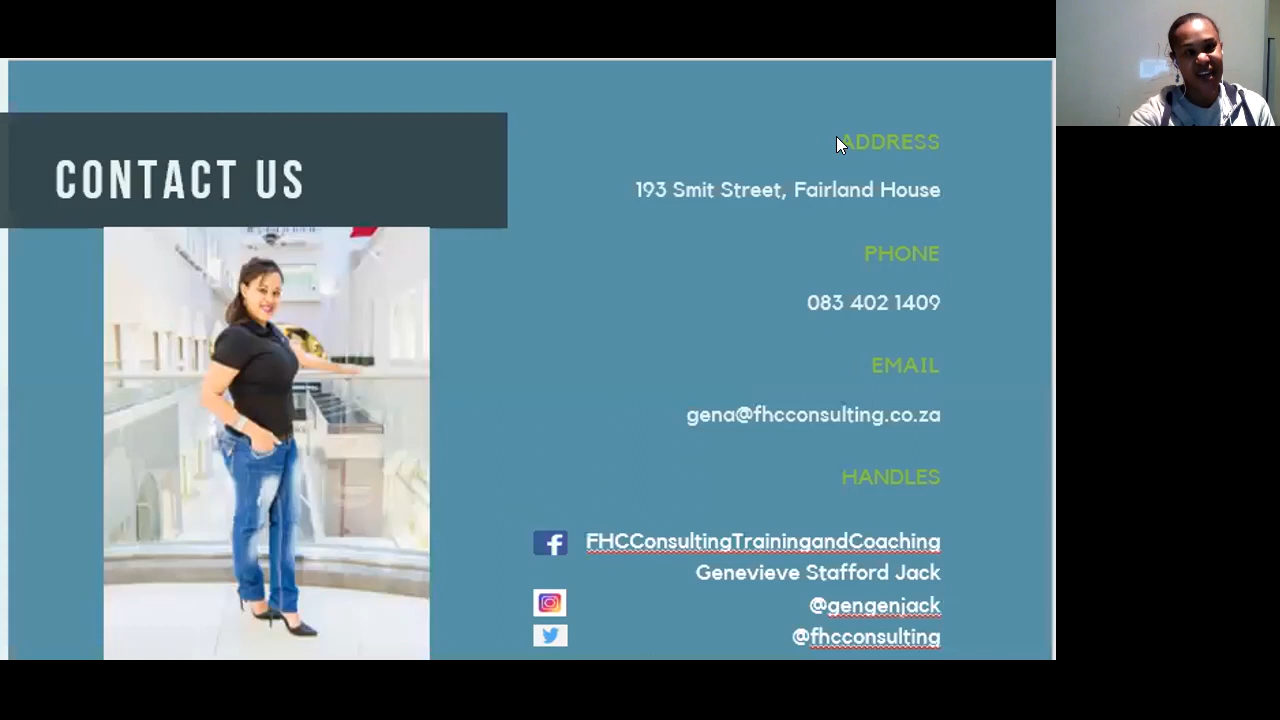 CONTACT US
ADDRESS
193 Smit Street, Fairland House
PHONE
083 402 1409
EMAIL
gena@fhcconsulting.co.za
HANDLES
FHCConsultingTrainingandCoaching
Genevieve Stafford Jack
@gengenjack
@fhcconsulting